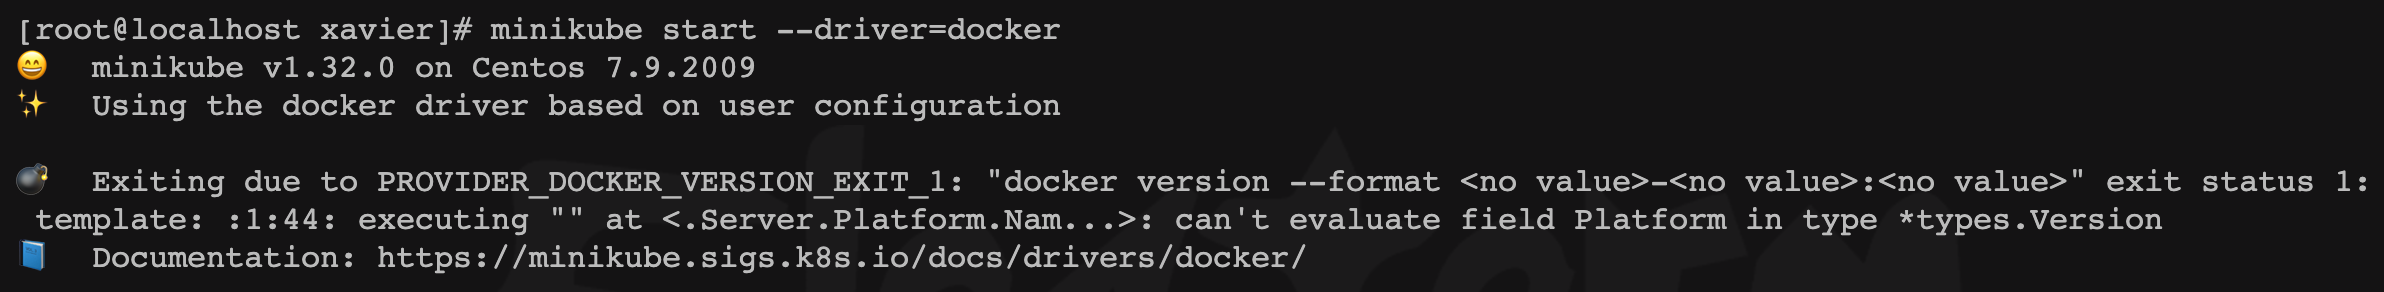 [root@localhost xavier]# minikube start --driver=docker
😄  minikube v1.32.0 on Centos 7.9.2009
✨  Using the docker driver based on user configuration
💣  Exiting due to PROVIDER_DOCKER_VERSION_EXIT_1: "docker version --format <no value>-<no value>:<no value>" exit status 1:
template: :1:44: executing "" at <.Server.Platform.Nam...>: can't evaluate field Platform in type *types.Version
📘  Documentation: https://minikube.sigs.k8s.io/docs/drivers/docker/